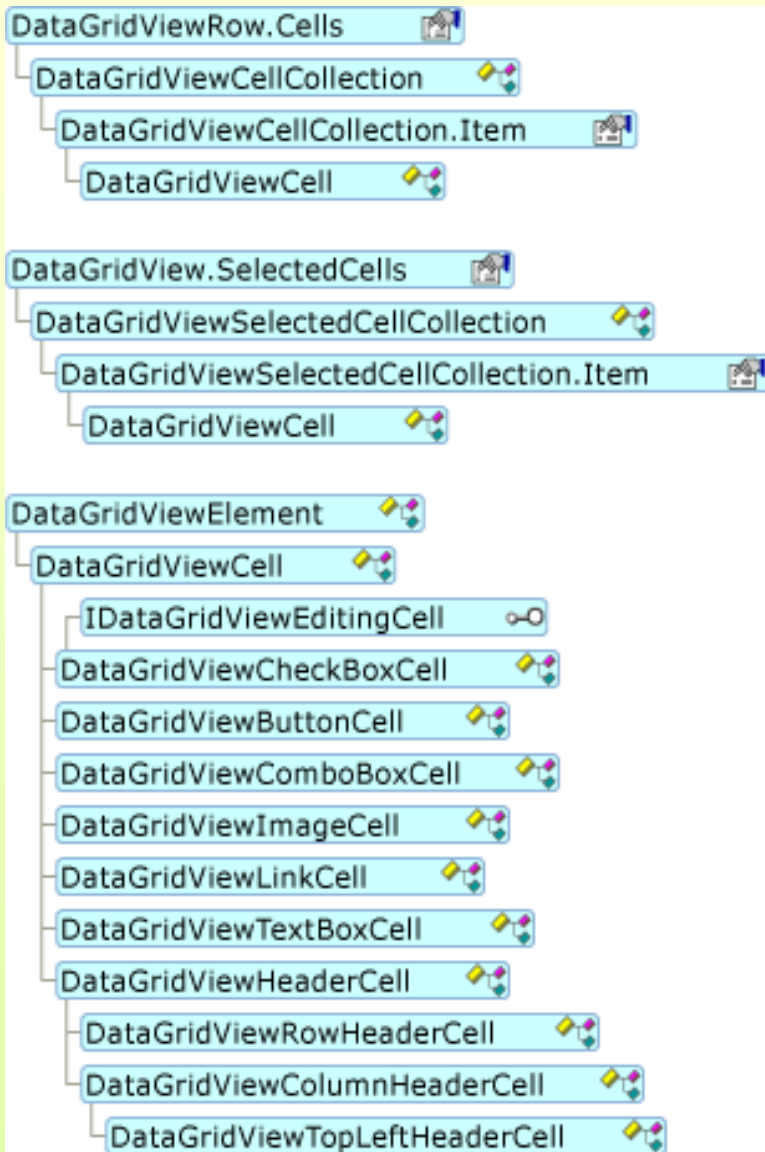 DataGridViewRow.Cells
DataGridViewCellCollection
DataGridViewCellCollection.Item
DataGridViewCell
DataGridView.SelectedCells
DataGridViewSelectedCellCollection
DataGridViewSelectedCellCollection.Item
DataGridViewCell
DataGridViewElement
DataGridViewCell
IDataGridViewEditingCell
DataGridViewCheckBoxCell
DataGridViewButtonCell
DataGridViewComboBoxCell
DataGridViewImageCell
DataGridViewLinkCell
DataGridViewTextBoxCell
DataGridViewHeaderCell
DataGridViewRowHeaderCell
DataGridViewColumnHeaderCell
DataGridViewTopLeftHeaderCell